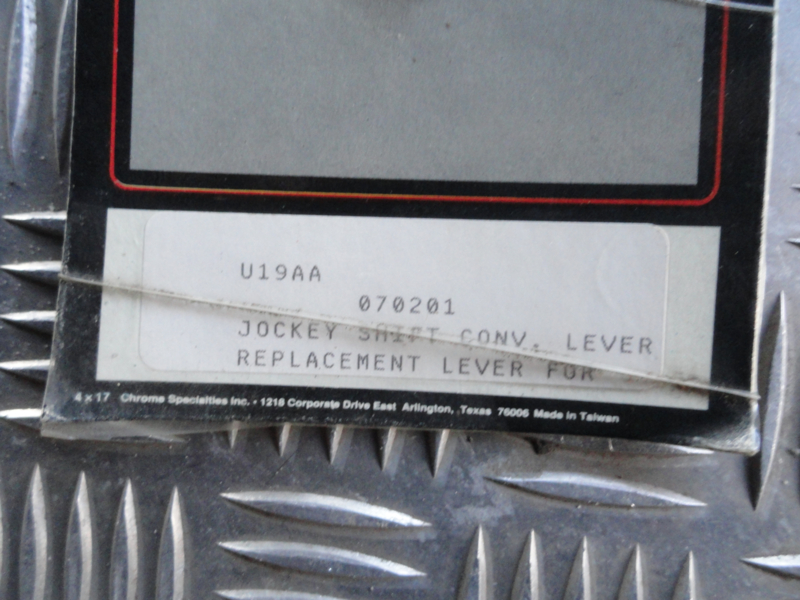 U19AA
070201
JOCKEY SHIFT CONV. LEVER
REPLACEMENT LEVER FOR
4 x 17 Chrome Specialties Inc. • 1218 Corporate Drive East Arlington, Texas 76006 Made in Taiwan